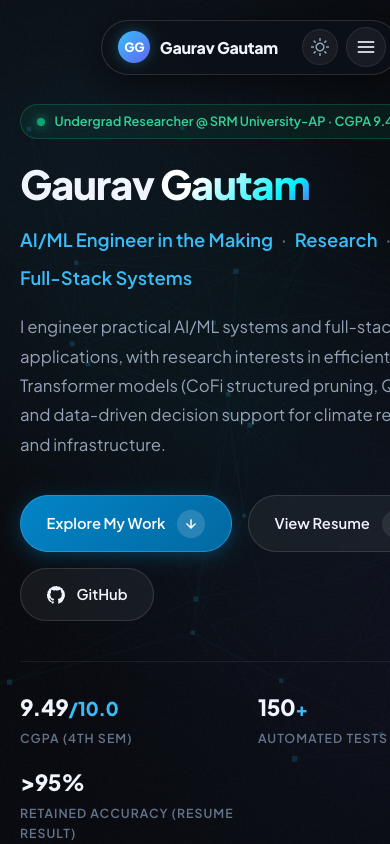 GG Gaurav Gautam
Undergrad Researcher @ SRM University–AP · CGPA 9.4
Gaurav Gautam
AI/ML Engineer in the Making · Research ·
Full-Stack Systems
I engineer practical AI/ML systems and full-stac
applications, with research interests in efficient
Transformer models (CoFi structured pruning, Q
and data-driven decision support for climate re
and infrastructure.
Explore My Work View Resume
GitHub
9.49/10.0 150+
CGPA (4TH SEM) AUTOMATED TESTS
>95%
RETAINED ACCURACY (RESUME
RESULT)